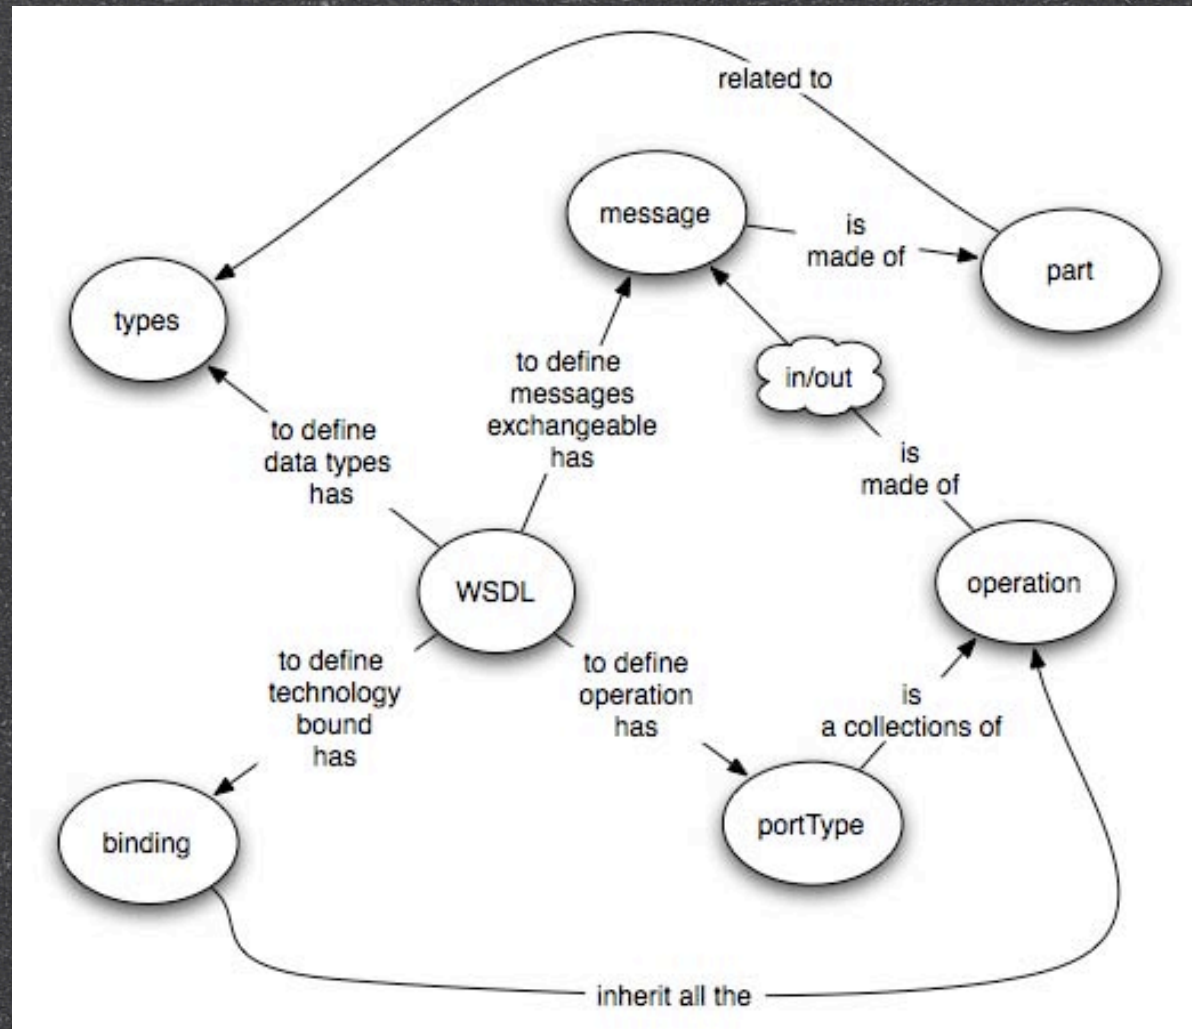 related to
message
is
made of
part
types
in/out
to define
messages
exchangeable
has
to define
data types
has
is
made of
WSDL
operation
to define
technology
bound
has
to define
operation
has
is
a collections of
portType
binding
inherit all the